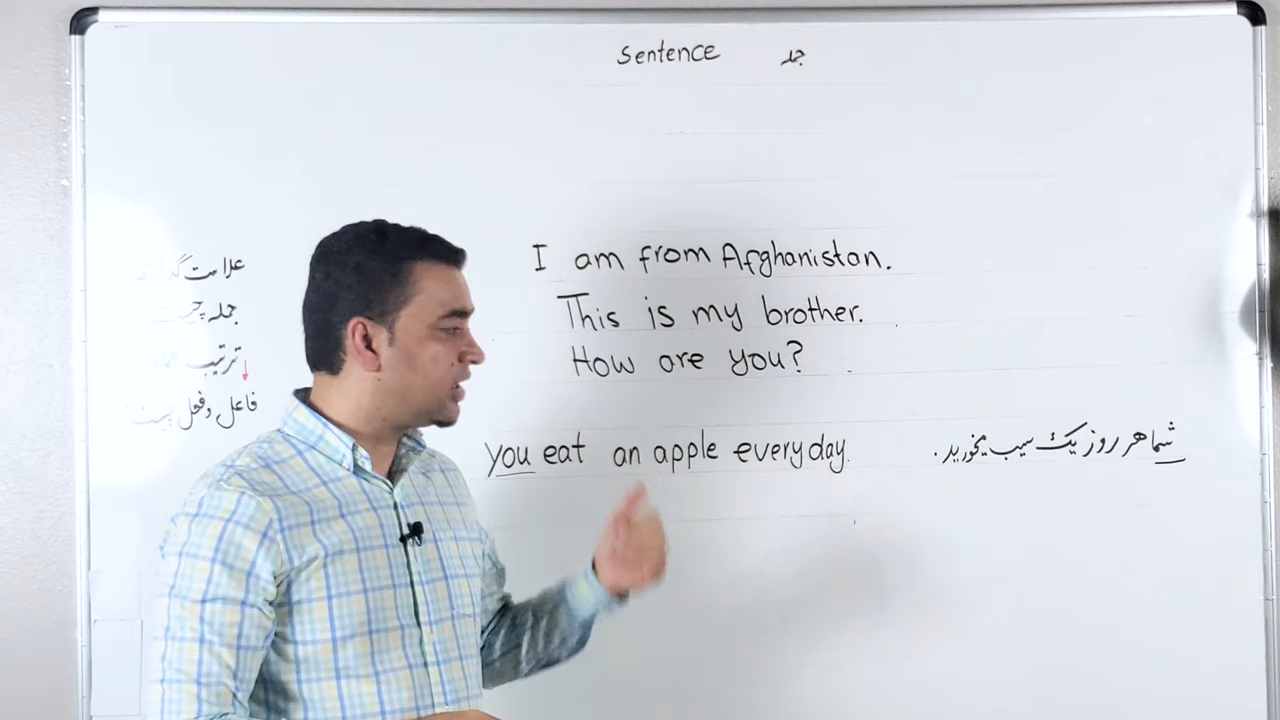 Sentence جمله
I am from Afghanistan.
This is my brother.
How are you?
you eat an apple everyday. شما هر روز یک سیب میخورید.
جمله
ترتیب
فاعل و فعل